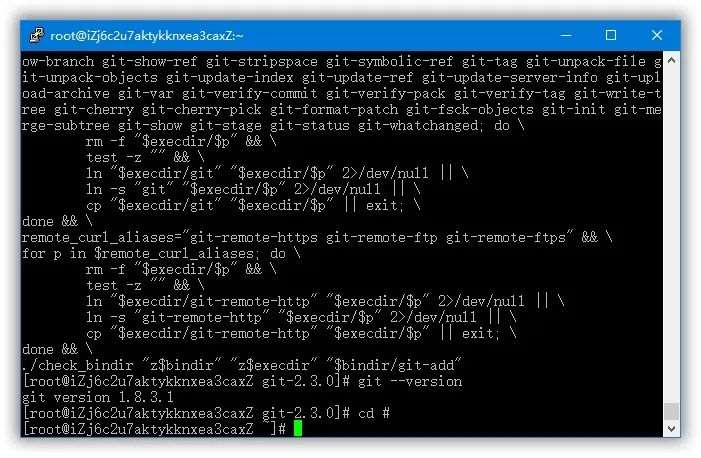 root@iZj6c2u7aktykknxea3caxZ:~
ow-branch git-show-ref git-stripspace git-symbolic-ref git-tag git-unpack-file g
it-unpack-objects git-update-index git-update-ref git-update-server-info git-upl
oad-archive git-var git-verify-commit git-verify-pack git-verify-tag git-write-t
ree git-cherry git-cherry-pick git-format-patch git-fsck-objects git-init git-me
rge-subtree git-show git-stage git-status git-whatchanged; do \
        rm -f "$execdir/$p" && \
        test -z "" && \
        ln "$execdir/git" "$execdir/$p" 2>/dev/null || \
        ln -s "git" "$execdir/$p" 2>/dev/null || \
        cp "$execdir/git" "$execdir/$p" || exit; \
done && \
remote_curl_aliases="git-remote-https git-remote-ftp git-remote-ftps" && \
for p in $remote_curl_aliases; do \
        rm -f "$execdir/$p" && \
        test -z "" && \
        ln "$execdir/git-remote-http" "$execdir/$p" 2>/dev/null || \
        ln -s "git-remote-http" "$execdir/$p" 2>/dev/null || \
        cp "$execdir/git-remote-http" "$execdir/$p" || exit; \
done && \
./check_bindir "z$bindir" "z$execdir" "$bindir/git-add"
[root@iZj6c2u7aktykknxea3caxZ git-2.3.0]# git --version
git version 1.8.3.1
[root@iZj6c2u7aktykknxea3caxZ git-2.3.0]# cd #
[root@iZj6c2u7aktykknxea3caxZ ~]#